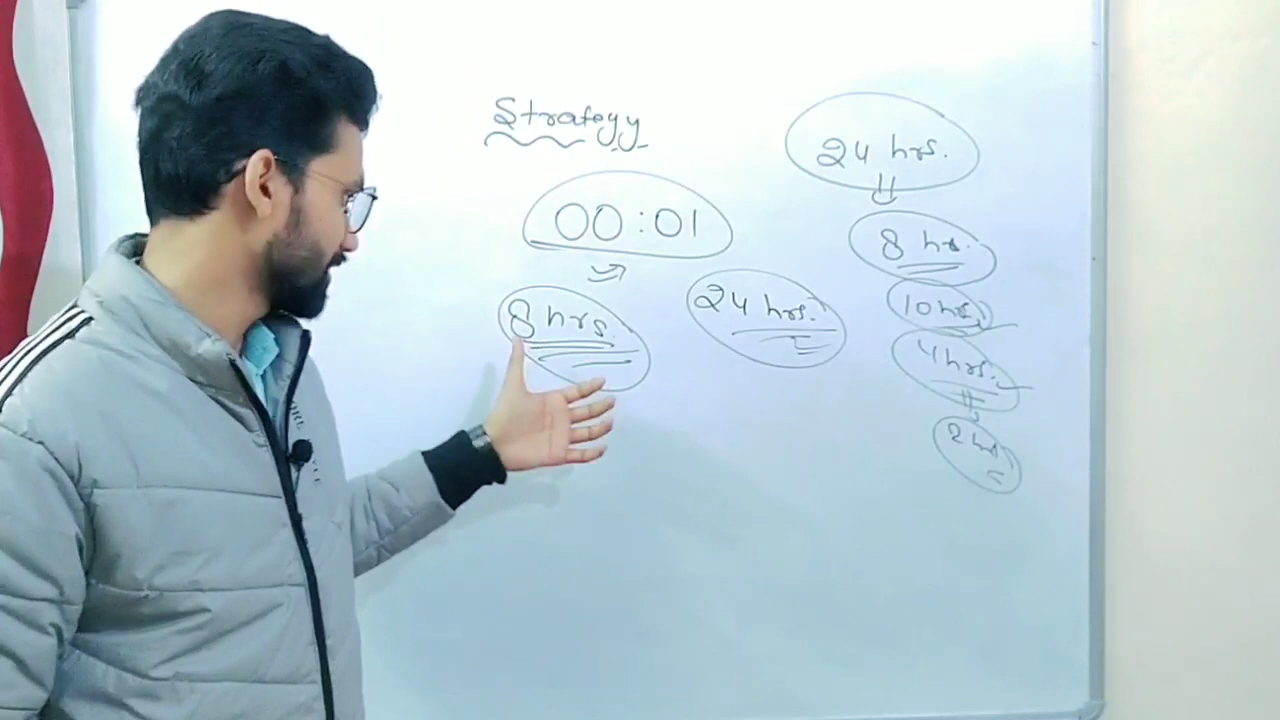 Strategy
00:01
8 hrs.
24 hrs.
24 hrs.
8 hrs.
10 hrs.
4 hrs.
2 hrs